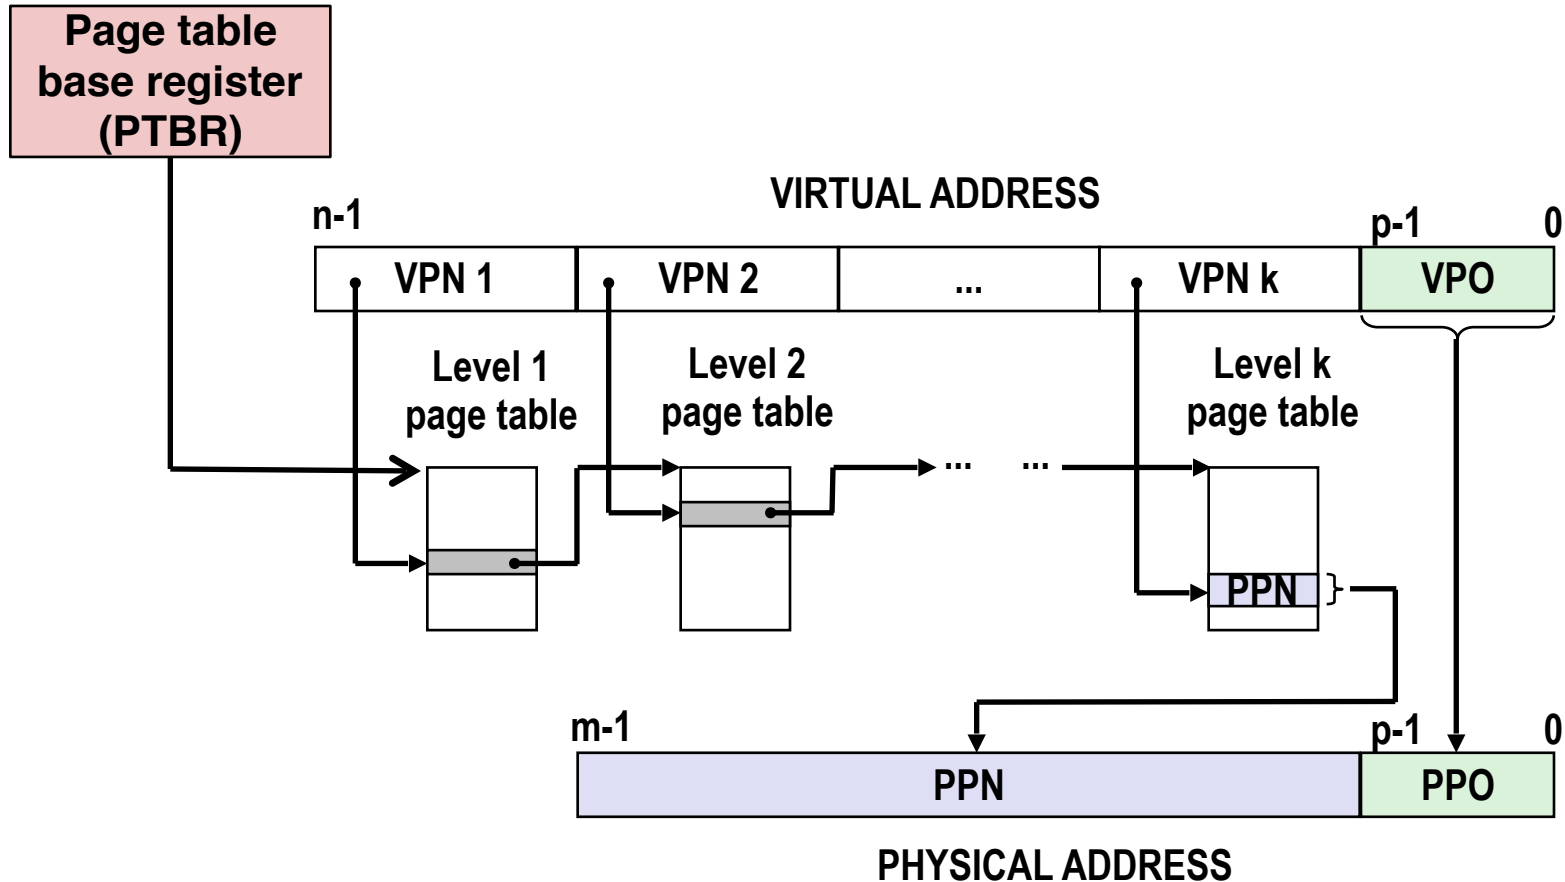 Page table
base register
(PTBR)
VIRTUAL ADDRESS
n-1
p-1
0
VPN 1
VPN 2
...
VPN k
VPO
Level 1
page table
Level 2
page table
Level k
page table
...
...
PPN
m-1
p-1
0
PPN
PPO
PHYSICAL ADDRESS